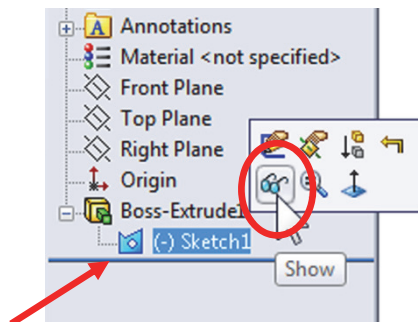 Annotations
Material <not specified>
Front Plane
Top Plane
Right Plane
Origin
Boss-Extrude1
(-) Sketch1
Show